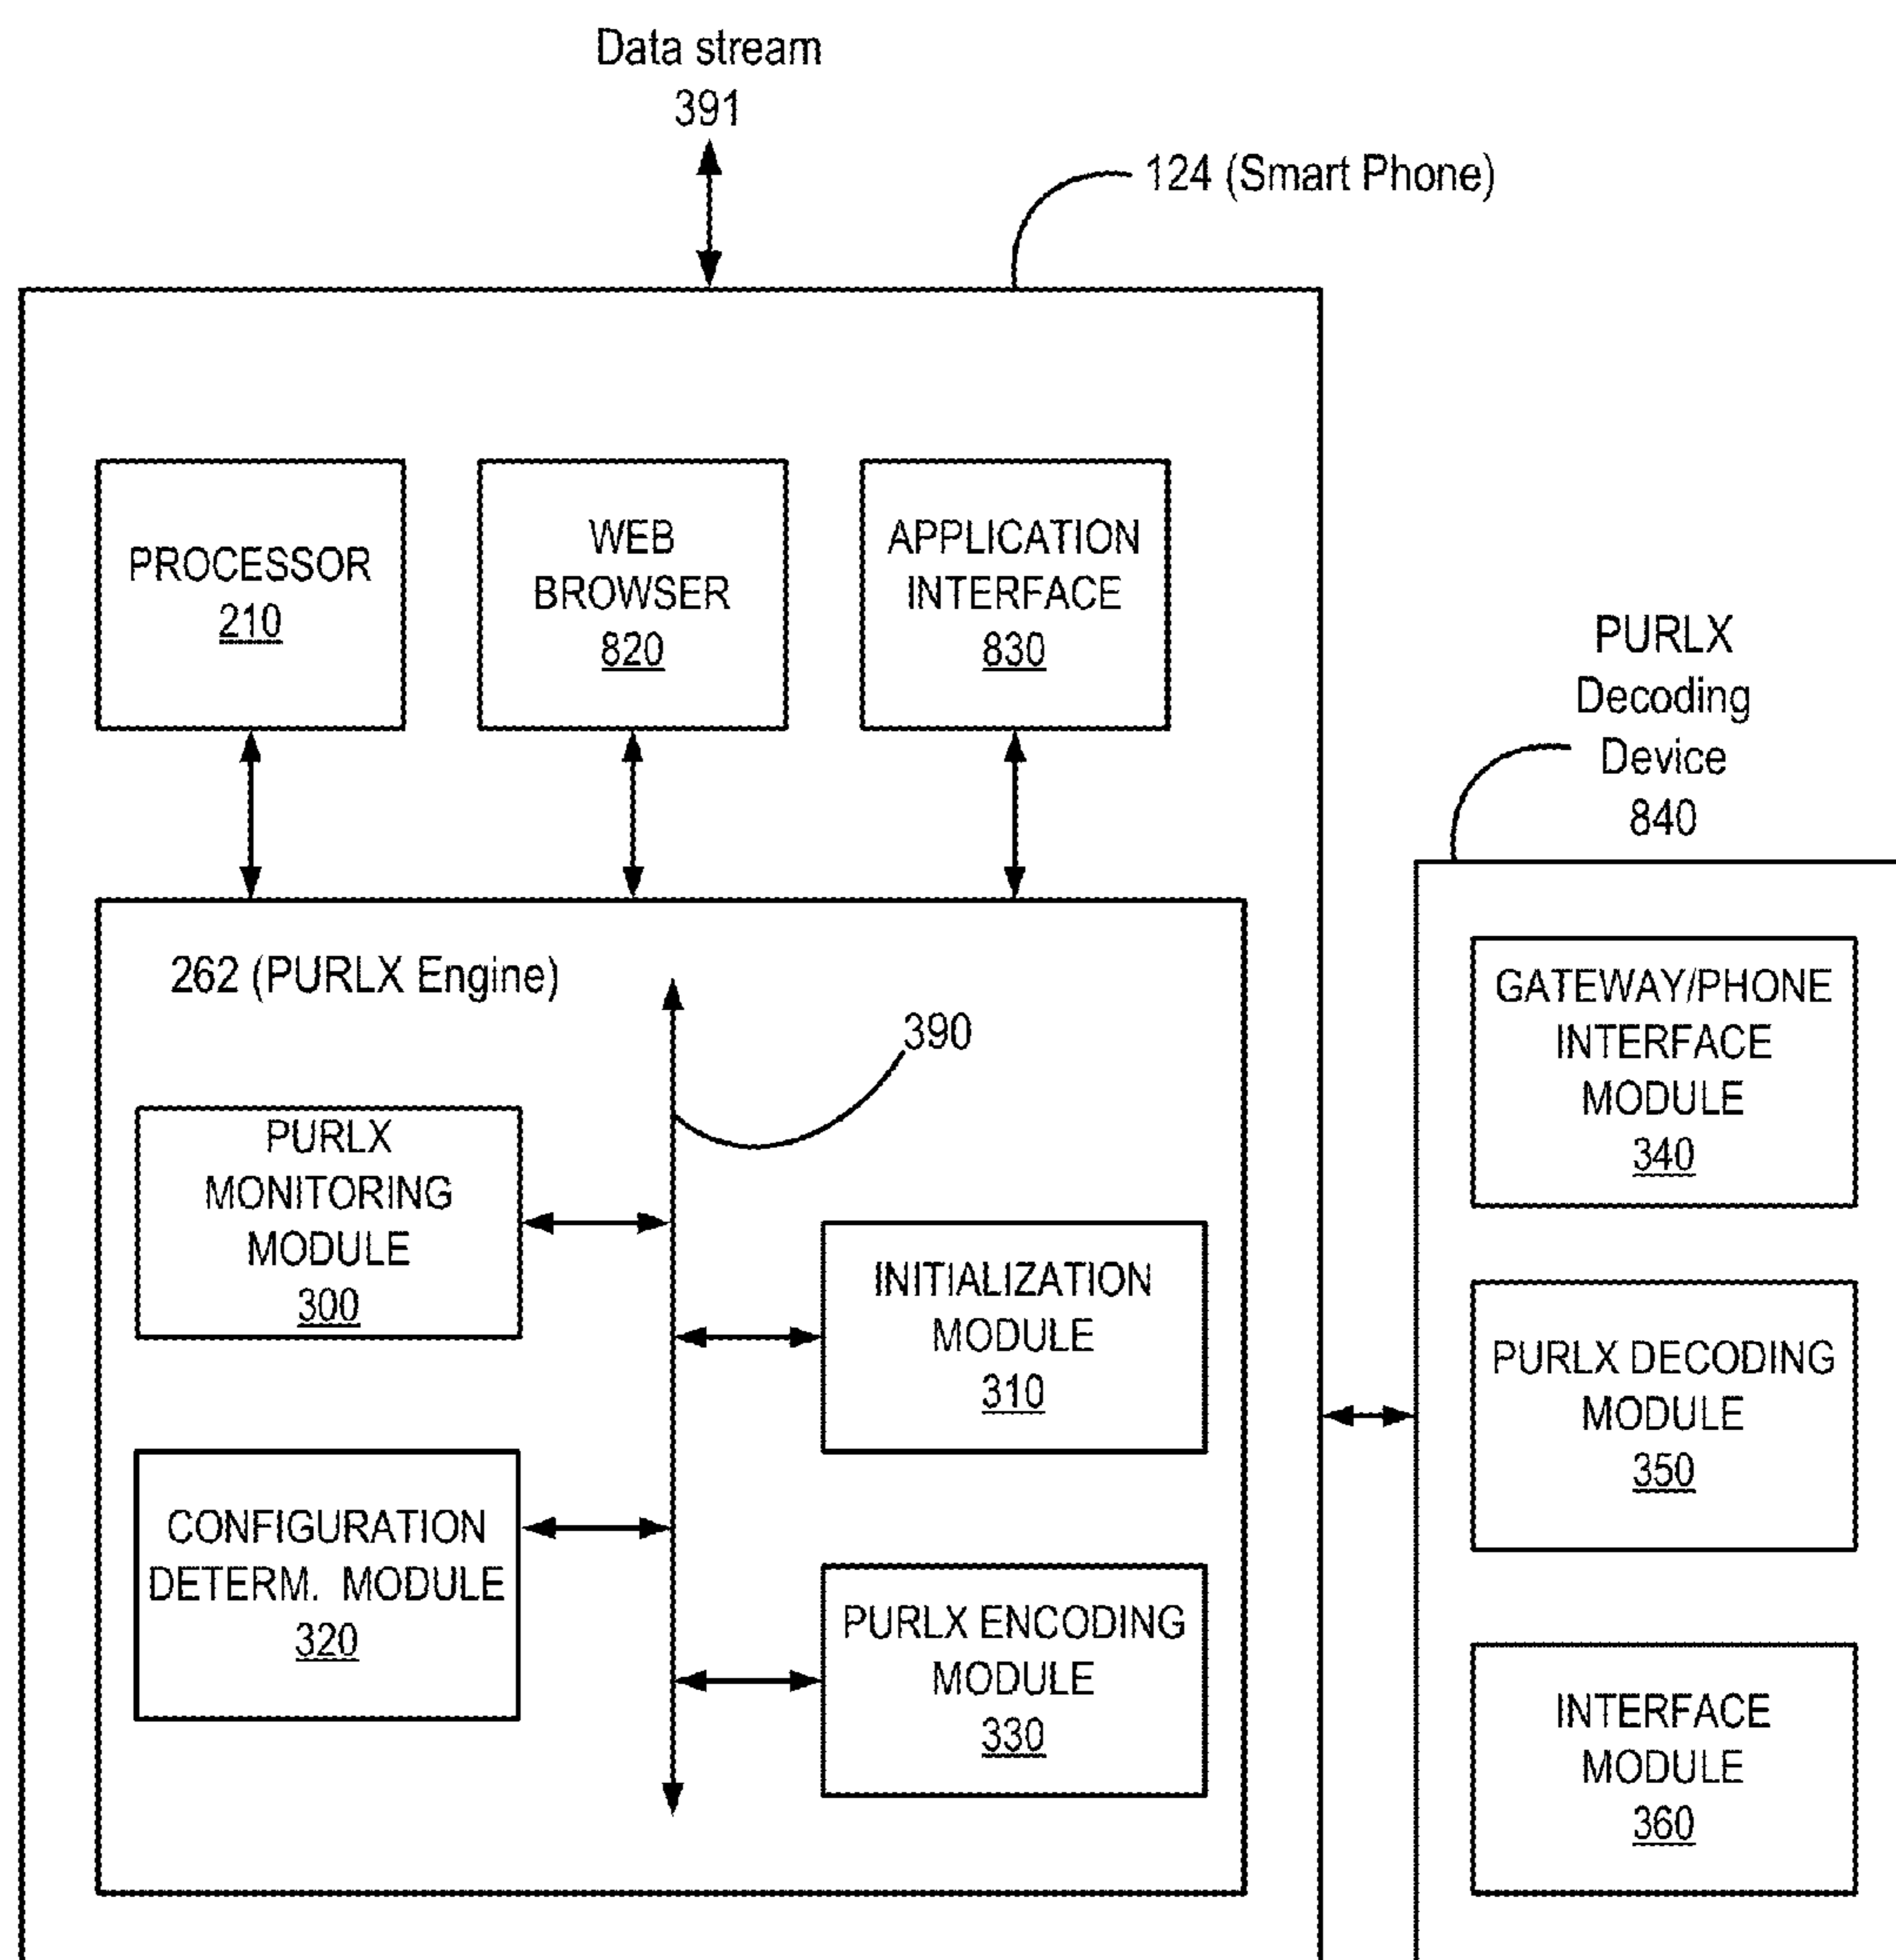 Data stream
391
124 (Smart Phone)
PROCESSOR
210
WEB
BROWSER
820
APPLICATION
INTERFACE
830
PURLX
Decoding
Device
840
262 (PURLX Engine)
390
PURLX
MONITORING
MODULE
300
INITIALIZATION
MODULE
310
CONFIGURATION
DETERM. MODULE
320
PURLX ENCODING
MODULE
330
GATEWAY/PHONE
INTERFACE
MODULE
340
PURLX DECODING
MODULE
350
INTERFACE
MODULE
360